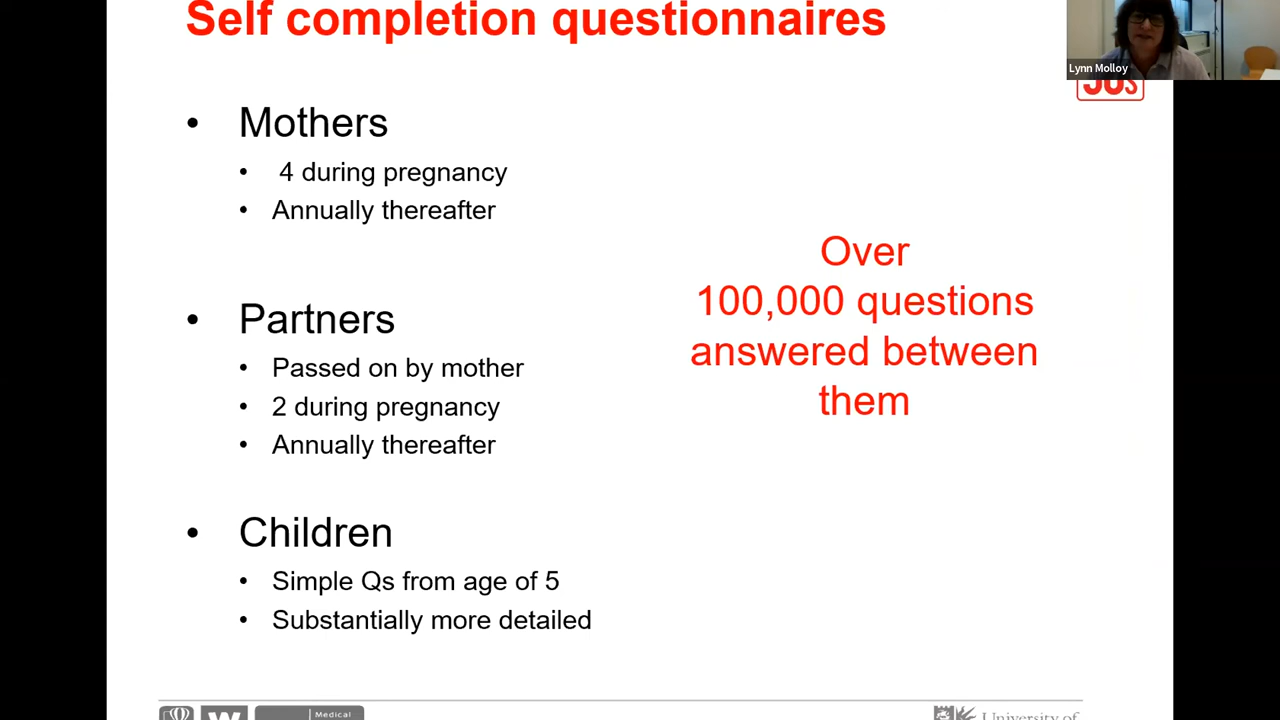 Self completion questionnaires
Lynn Molloy
• Mothers
• 4 during pregnancy
• Annually thereafter
Over
100,000 questions
answered between
them
• Partners
• Passed on by mother
• 2 during pregnancy
• Annually thereafter
• Children
• Simple Qs from age of 5
• Substantially more detailed
Medical
University of